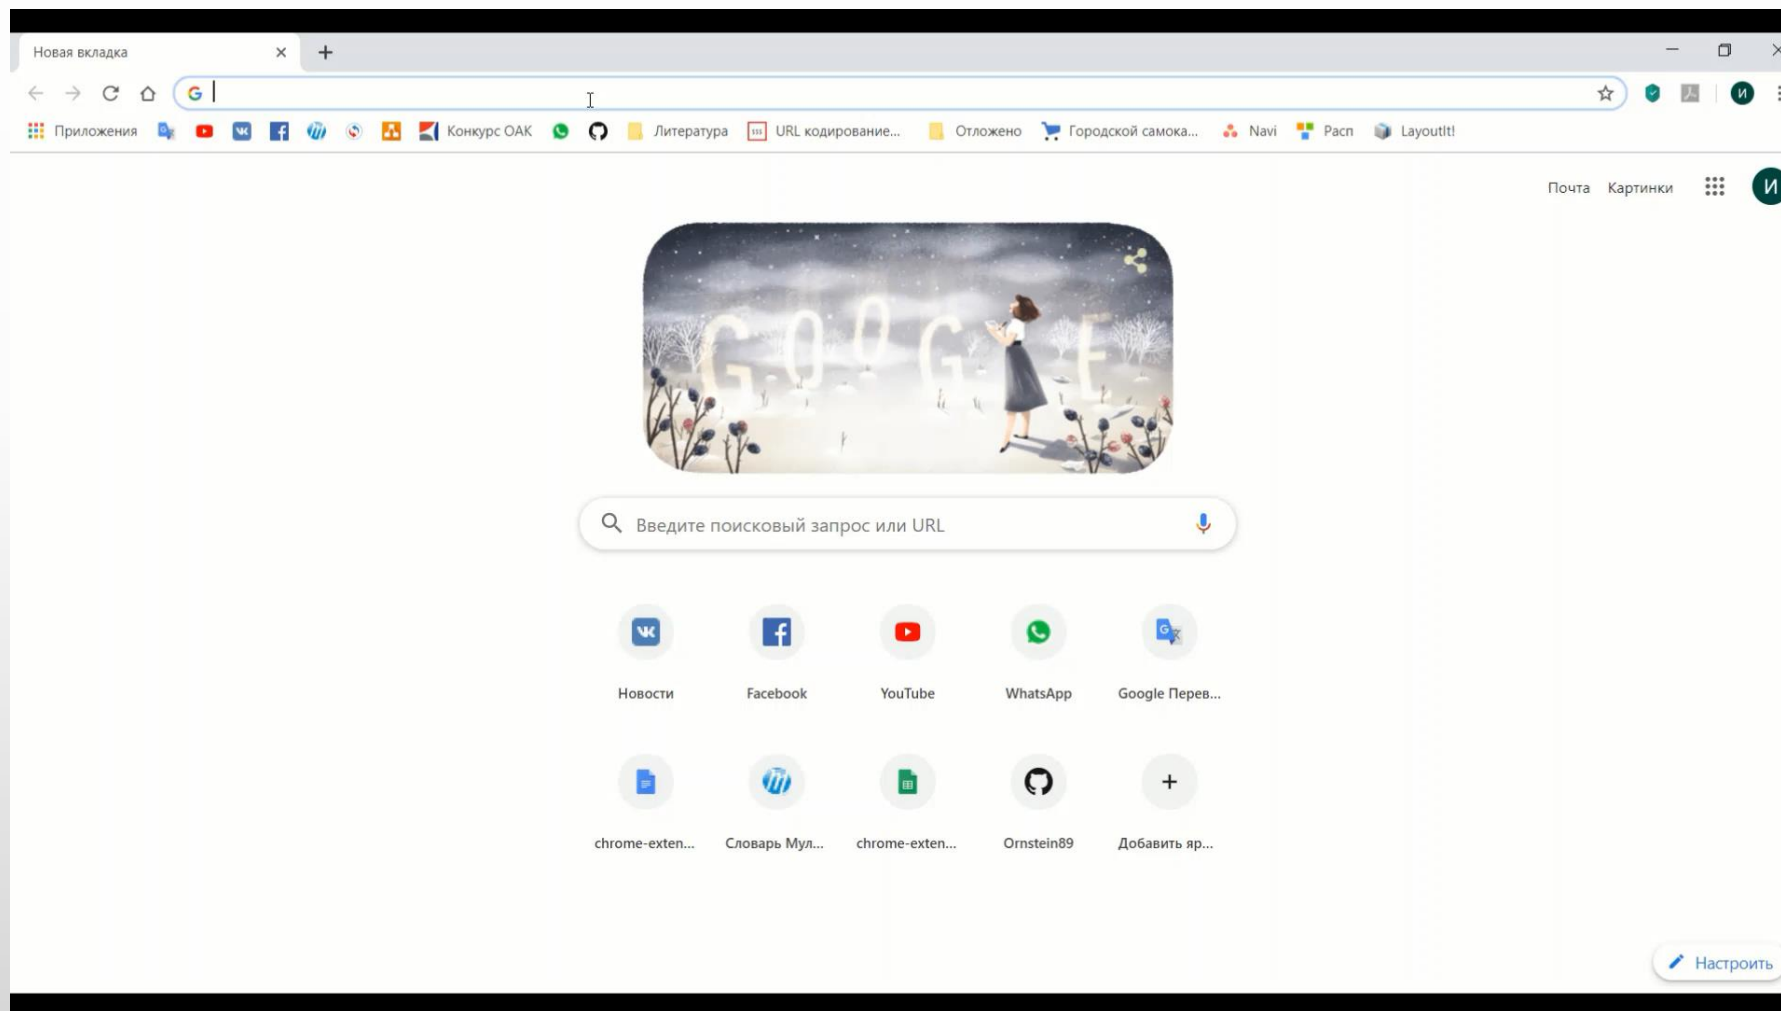 Новая вкладка
Приложения
Конкурс ОАК
Литература
URL кодирование...
Отложено
Городской самока...
Navi
Расп
LayoutIt!
Почта
Картинки
И
GOOGLE
Введите поисковый запрос или URL
Новости
Facebook
YouTube
WhatsApp
Google Перев...
chrome-exten...
Словарь Мул...
chrome-exten...
Ornstein89
Добавить яр...
Настроить